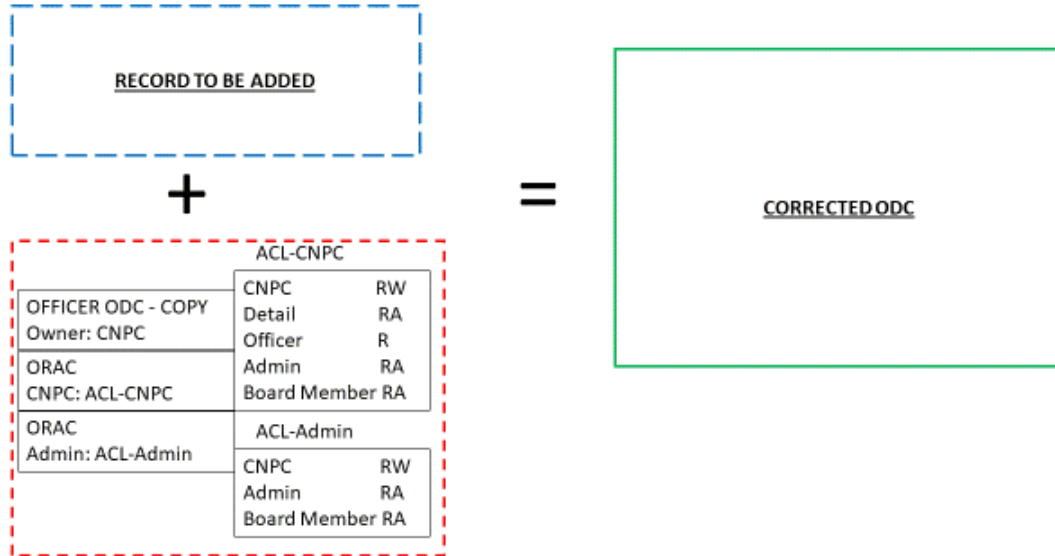 RECORD TO BE ADDED
+
=
CORRECTED ODC
OFFICER ODC - COPY
Owner: CNPC
ORAC
CNPC: ACL-CNPC
ORAC
Admin: ACL-Admin
ACL-CNPC
CNPC RW
Detail RA
Officer R
Admin RA
Board Member RA
ACL-Admin
CNPC RW
Admin RA
Board Member RA